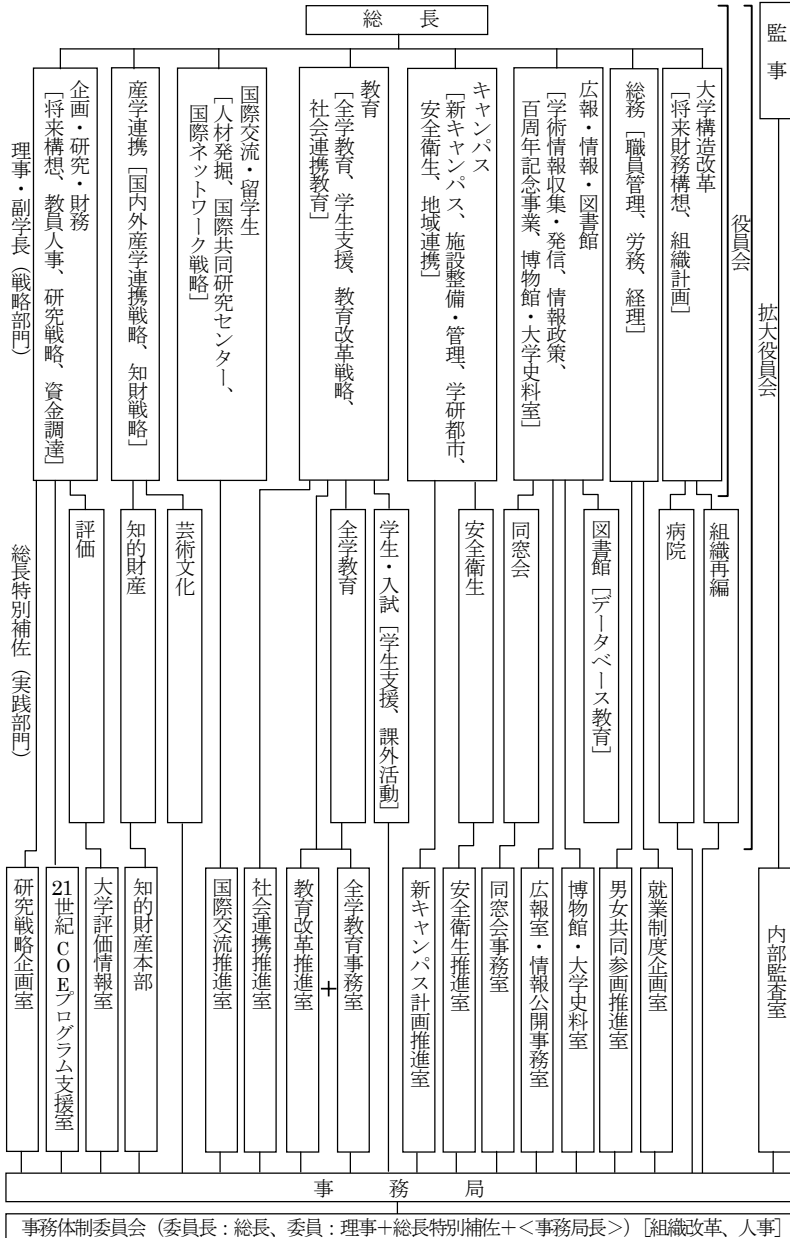 総長
監事
役員会
拡大役員会
大学構造改革
[将来財務構想、組織計画]
総務 [職員管理、労務、経理]
広報・情報・図書館
[学術情報収集・発信、情報政策、
百周年記念事業、博物館・大学史料室]
キャンパス
[新キャンパス、施設整備・管理、学研都市、
安全衛生、地域連携]
教育
[全学教育、学生支援、教育改革戦略、
社会連携教育]
国際交流・留学生
[人材発掘、国際共同研究センター、
国際ネットワーク戦略]
産学連携 [国内外産学連携戦略、知財戦略]
企画・研究・財務
[将来構想、教員人事、研究戦略、資金調達]
理事・副学長（戦略部門）
組織再編
病院
図書館 [データベース教育]
同窓会
安全衛生
学生・入試 [学生支援、課外活動]
全学教育
芸術文化
知的財産
評価
総長特別補佐（実践部門）
内部監査室
就業制度企画室
男女共同参画推進室
博物館・大学史料室
広報室・情報公開事務室
同窓会事務室
安全衛生推進室
新キャンパス計画推進室
全学教育事務室
+
教育改革推進室
社会連携推進室
国際交流推進室
知的財産本部
大学評価情報室
21世紀COEプログラム支援室
研究戦略企画室
事務局
事務体制委員会（委員長：総長、委員：理事+総長特別補佐+<事務局長>）[組織改革、人事]